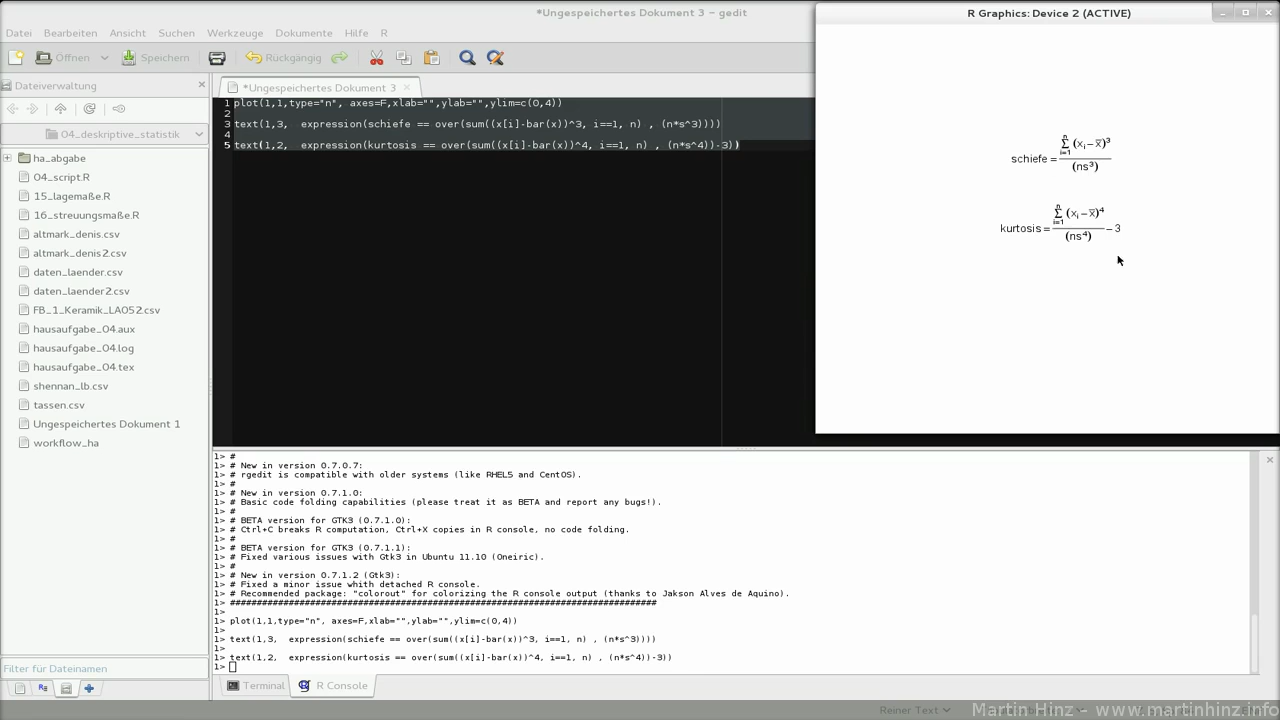 *Ungespeichertes Dokument 3 - gedit
R Graphics: Device 2 (ACTIVE)
Datei Bearbeiten Ansicht Suchen Werkzeuge Dokumente Hilfe R
Öffnen Speichern Rückgängig
Dateiverwaltung
*Ungespeichertes Dokument 3
04_deskriptive_statistik
ha_abgabe
04_script.R
15_lagemaße.R
16_streuungsmaße.R
altmark_denis.csv
altmark_denis2.csv
daten_laender.csv
daten_laender2.csv
FB_1_Keramik_LA052.csv
hausaufgabe_04.aux
hausaufgabe_04.log
hausaufgabe_04.tex
shennan_lb.csv
tassen.csv
Ungespeichertes Dokument 1
workflow_ha
Filter für Dateinamen
1 plot(1,1,type="n", axes=F,xlab="",ylab="",ylim=c(0,4))
2
3 text(1,3,  expression(schiefe == over(sum((x[i]-bar(x))^3, i==1, n) , (n*s^3))))
4
5 text(1,2,  expression(kurtosis == over(sum((x[i]-bar(x))^4, i==1, n) , (n*s^4))-3))
n
∑ (xᵢ − x̅)³
i=1
schiefe =
(ns³)
n
∑ (xᵢ − x̅)⁴
i=1
kurtosis = − 3
(ns⁴)
1> #
1> # New in version 0.7.0.7:
1> # rgedit is compatible with older systems (like RHEL5 and CentOS).
1> #
1> # New in version 0.7.1.0:
1> # Basic code folding capabilities (please treat it as BETA and report any bugs!).
1> #
1> # BETA version for GTK3 (0.7.1.0):
1> # Ctrl+C breaks R computation, Ctrl+X copies in R console, no code folding.
1> #
1> # BETA version for GTK3 (0.7.1.1):
1> # Fixed various issues with Gtk3 in Ubuntu 11.10 (Oneiric).
1> #
1> # New in version 0.7.1.2 (Gtk3):
1> # Fixed a minor issue whith detached R console.
1> # Recommended package: "colorout" for colorizing the R console output (thanks to Jakson Alves de Aquino).
1> ################################################################################
1>
1> plot(1,1,type="n", axes=F,xlab="",ylab="",ylim=c(0,4))
1>
1> text(1,3,  expression(schiefe == over(sum((x[i]-bar(x))^3, i==1, n) , (n*s^3))))
1>
1> text(1,2,  expression(kurtosis == over(sum((x[i]-bar(x))^4, i==1, n) , (n*s^4))-3))
1>
Terminal R Console
Reiner Text
Martin Hinz - www.martinhinz.info